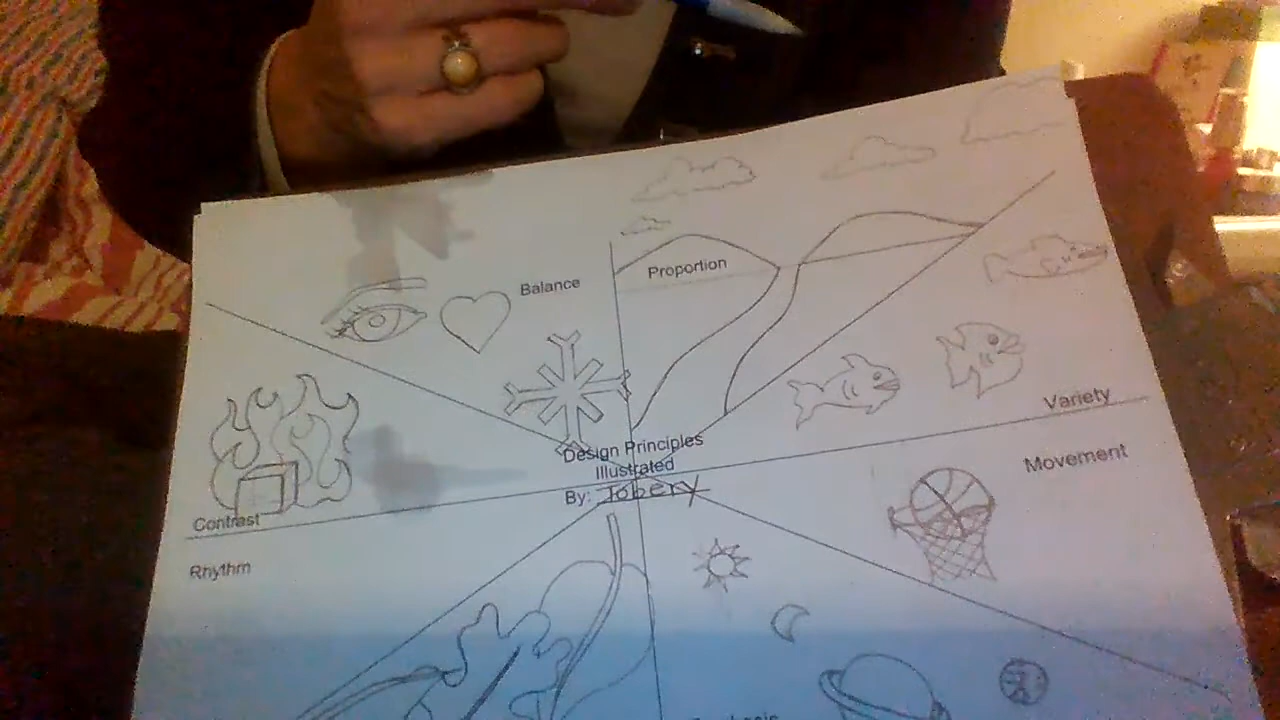 Balance
Proportion
Variety
Movement
Design Principles
Illustrated
By: Jobery
Contrast
Rhythm